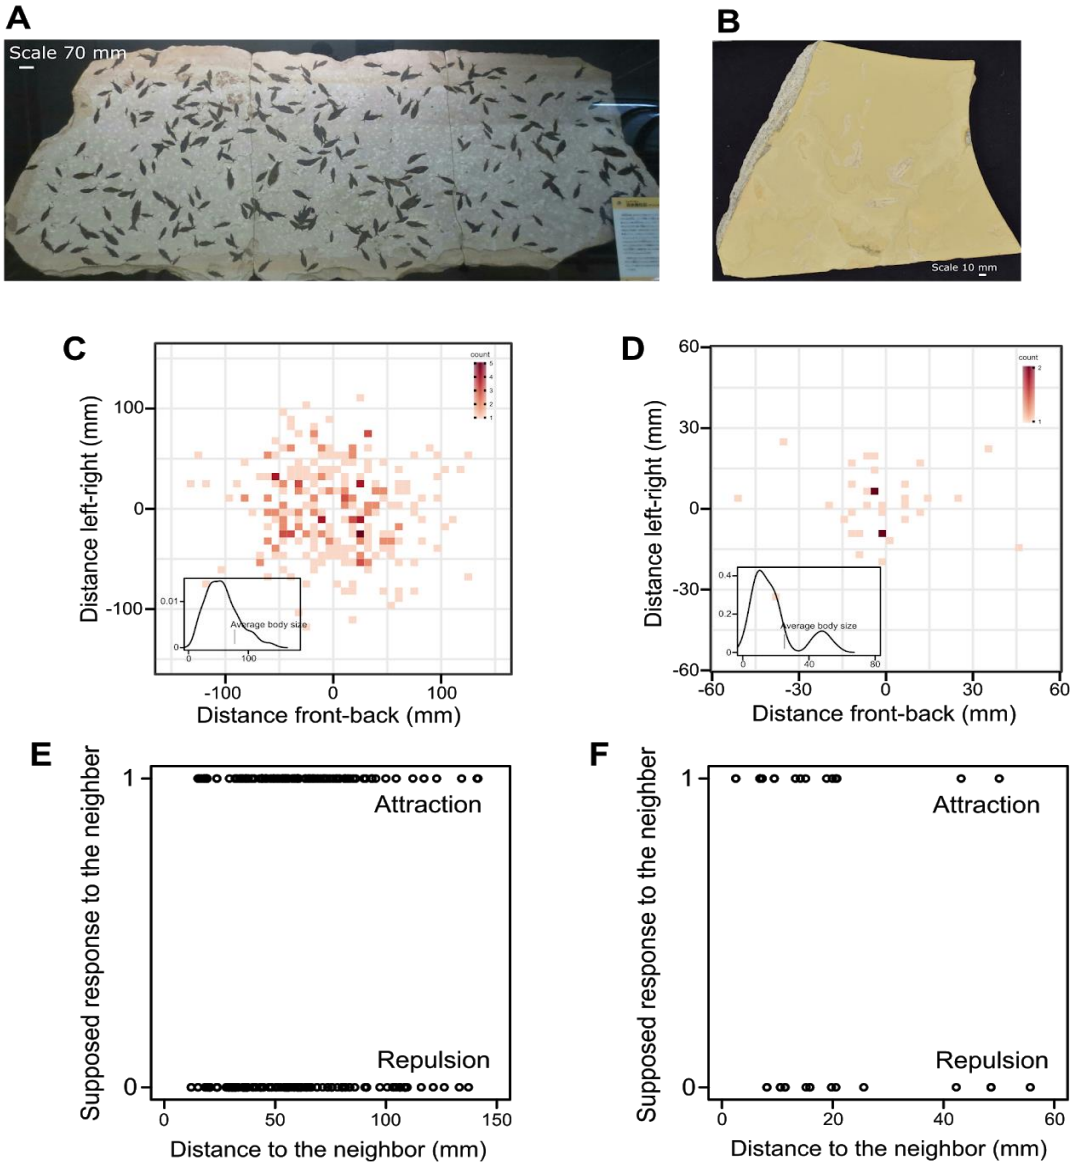 A
B
Scale 70 mm
Scale 10 mm
C
D
count
5
4
3
2
1
Distance left-right (mm)
100
0
-100
0.01
0
Average body size
0
100
-100
0
100
Distance front-back (mm)
count
2
1
Distance left-right (mm)
60
30
0
-30
-60
0.4
0.2
0
Average body size
0
40
80
-60
-30
0
30
60
Distance front-back (mm)
E
F
Supposed response to the neighber
1
0
Attraction
Repulsion
0
50
100
150
Distance to the neighbor (mm)
Supposed response to the neighber
1
0
Attraction
Repulsion
0
20
40
60
Distance to the neighbor (mm)